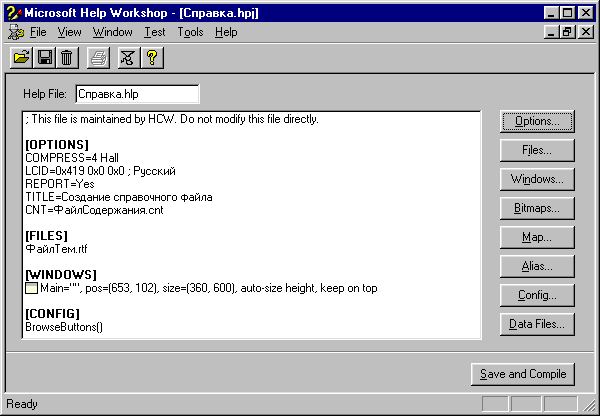 Microsoft Help Workshop - [Справка.hpj]
File View Window Test Tools Help
Help File: Справка.hlp
; This file is maintained by HCW. Do not modify this file directly.
[OPTIONS]
COMPRESS=4 Hall
LCID=0x419 0x0 0x0 ; Русский
REPORT=Yes
TITLE=Создание справочного файла
CNT=ФайлСодержания.cnt
[FILES]
ФайлТем.rtf
[WINDOWS]
Main="", pos=(653, 102), size=(360, 600), auto-size height, keep on top
[CONFIG]
BrowseButtons()
Options...
Files...
Windows...
Bitmaps...
Map...
Alias...
Config...
Data Files...
Save and Compile
Ready